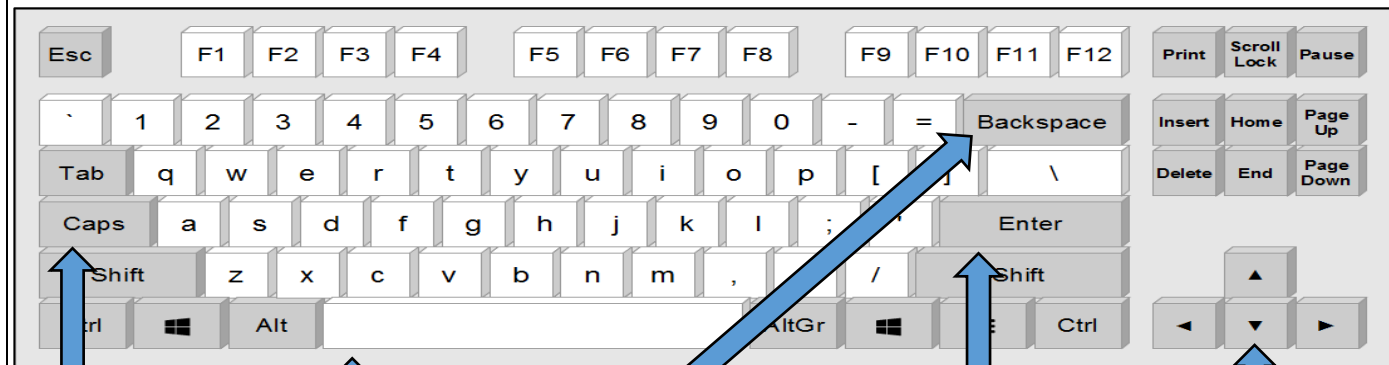 Esc F1 F2 F3 F4 F5 F6 F7 F8 F9 F10 F11 F12 Print Scroll Lock Pause
` 1 2 3 4 5 6 7 8 9 0 - = Backspace Insert Home Page Up
Tab q w e r t y u i o p [ ] \ Delete End Page Down
Caps a s d f g h j k l ; ' Enter
Shift z x c v b n m , / Shift
Alt AltGr Ctrl